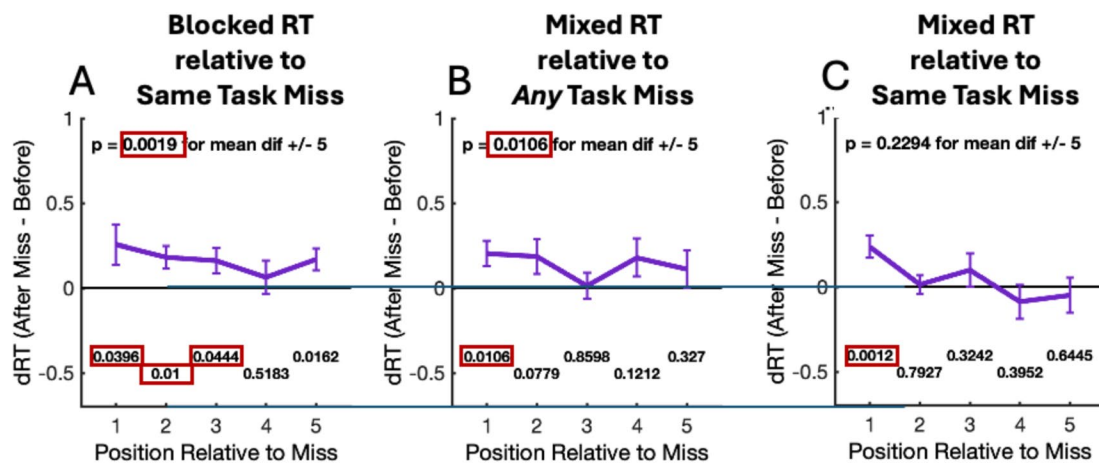 A
Blocked RT
relative to
Same Task Miss
1
p = 0.0019 for mean dif +/- 5
0.5
0
-0.5
dRT (After Miss - Before)
0.0396
0.01
0.0444
0.5183
0.0162
1 2 3 4 5
Position Relative to Miss
B
Mixed RT
relative to
Any Task Miss
1
p = 0.0106 for mean dif +/- 5
0.5
0
-0.5
dRT (After Miss - Before)
0.0106
0.0779
0.8598
0.1212
0.327
1 2 3 4 5
Position Relative to Miss
C
Mixed RT
relative to
Same Task Miss
1
p = 0.2294 for mean dif +/- 5
0.5
0
-0.5
dRT (After Miss - Before)
0.0012
0.7927
0.3242
0.3952
0.6445
1 2 3 4 5
Position Relative to Miss